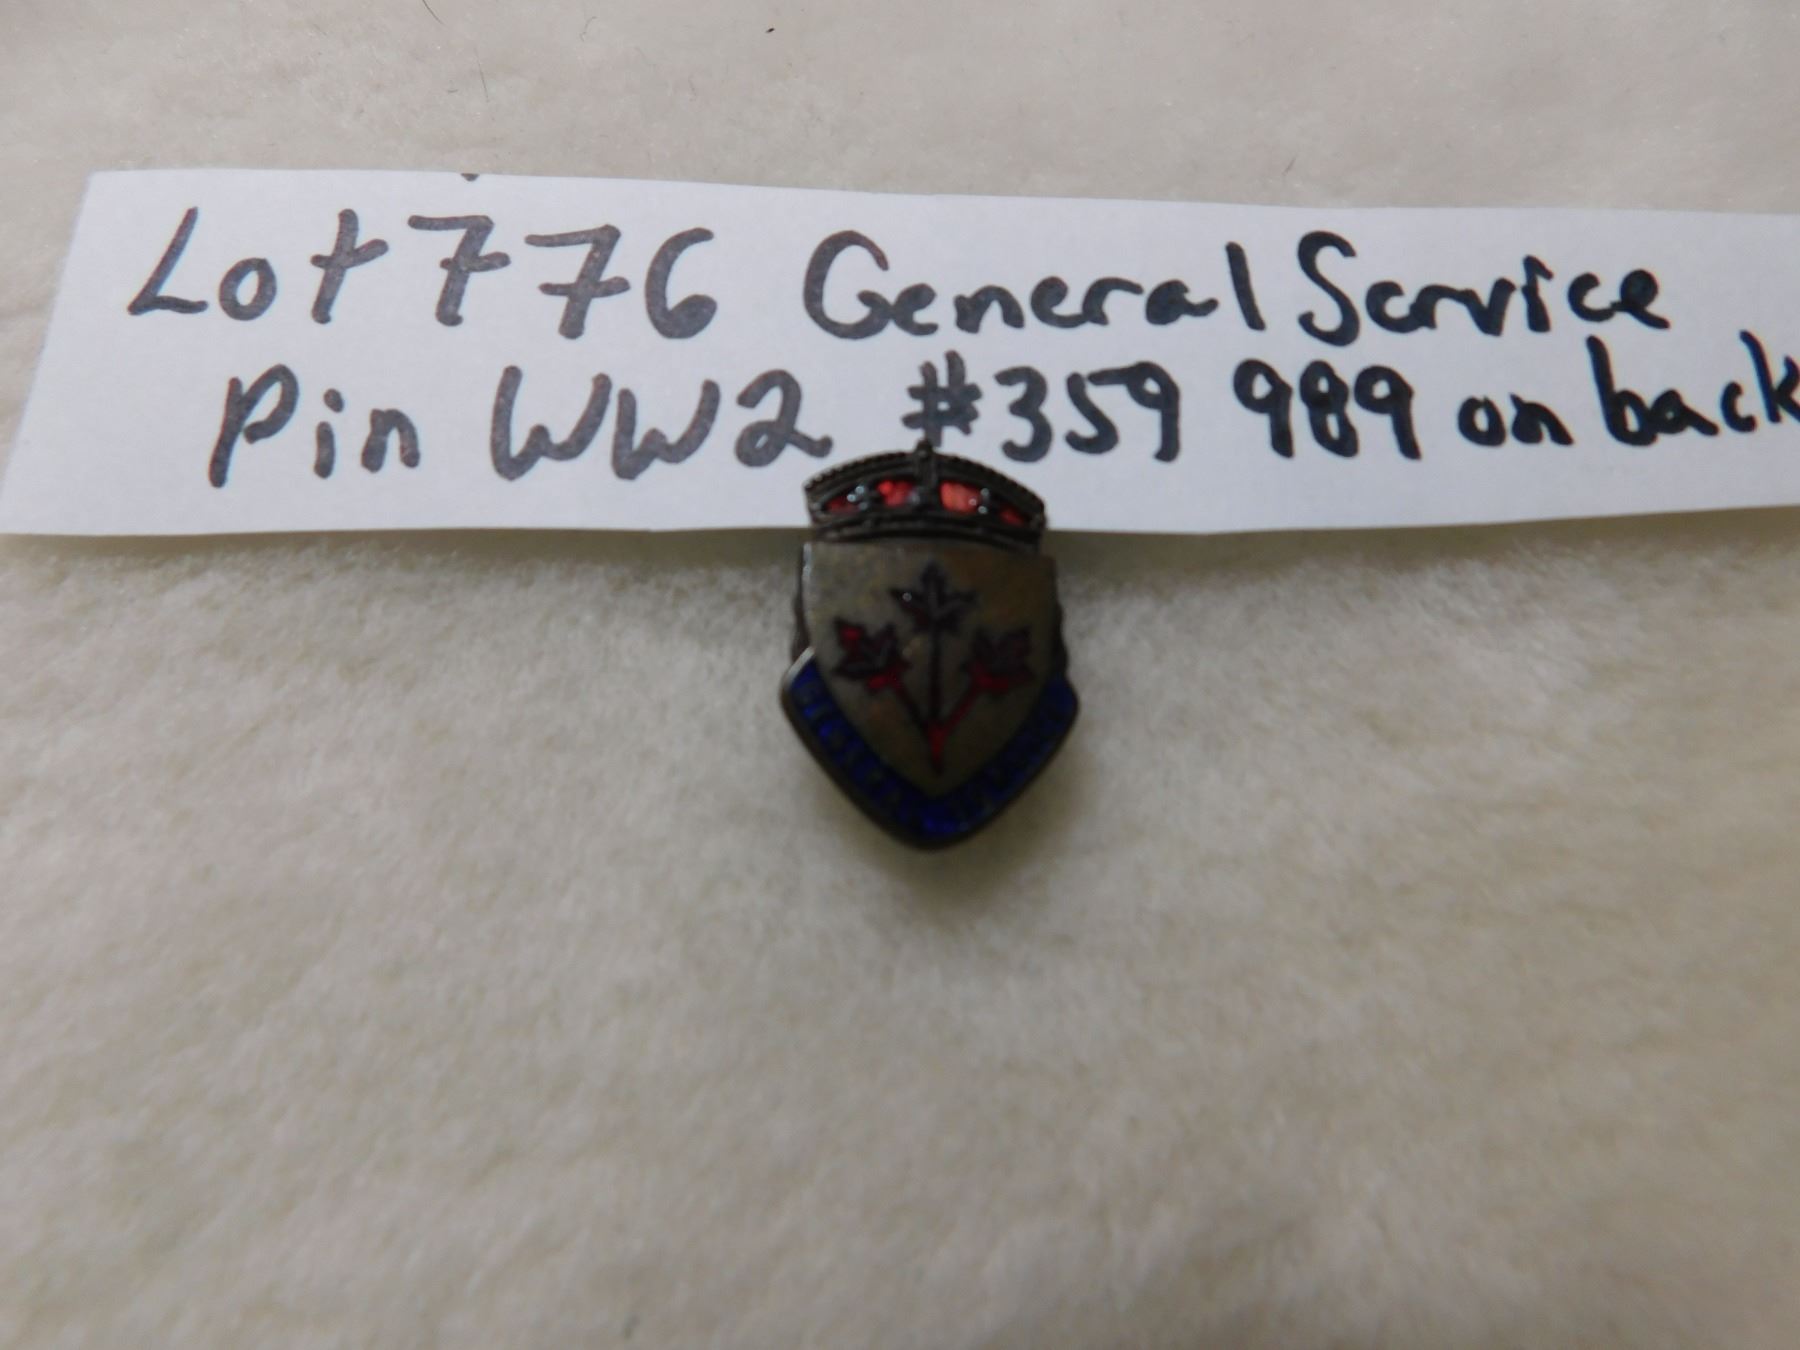 Lot 776 General Service
Pin WW2 #359 989 on back